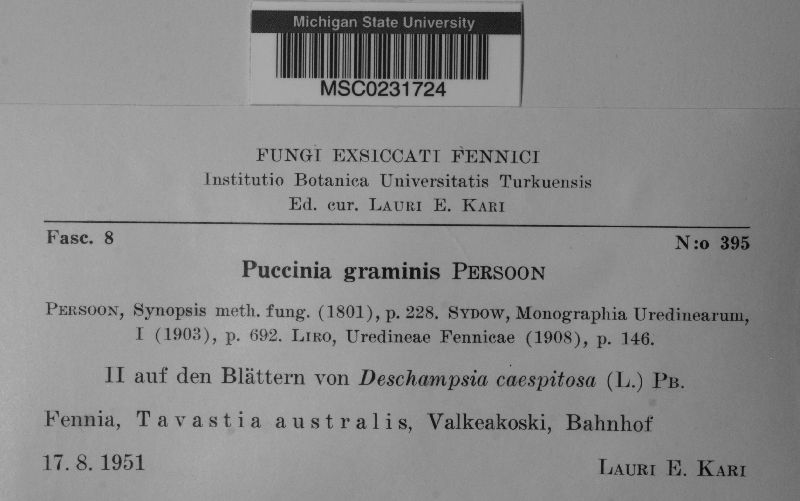 Michigan State University
MSC0231724
FUNGI EXSICCATI FENNICI
Institutio Botanica Universitatis Turkuensis
Ed. cur. LAURI E. KARI
Fasc. 8 N:o 395
Puccinia graminis PERSOON
PERSOON, Synopsis meth. fung. (1801), p. 228. SYDOW, Monographia Uredinearum,
I (1903), p. 692. LIRO, Uredineae Fennicae (1908), p. 146.
II auf den Blättern von Deschampsia caespitosa (L.) PB.
Fennia, Tavastia australis, Valkeakoski, Bahnhof
17. 8. 1951 LAURI E. KARI